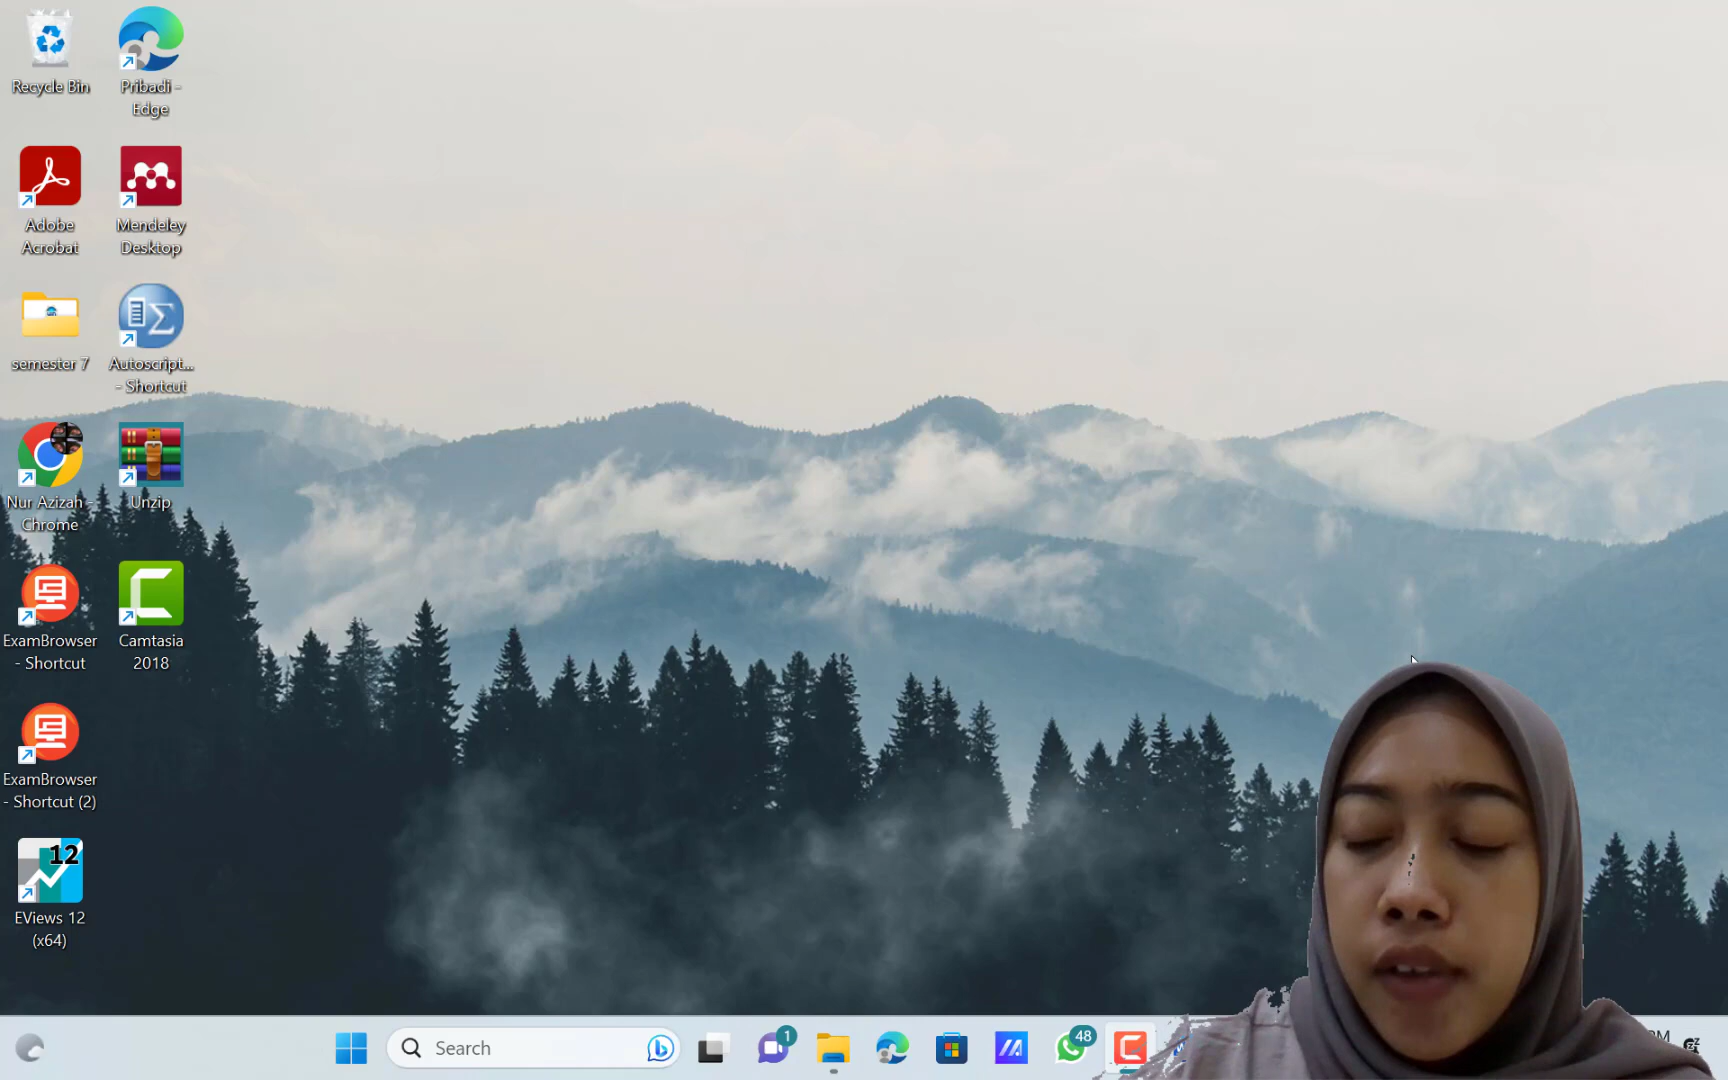 Recycle Bin
Pribadi -
Edge
Adobe
Acrobat
Mendeley
Desktop
semester 7
Autoscript...
- Shortcut
Nur Azizah -
Chrome
Unzip
ExamBrowser
- Shortcut
Camtasia
2018
ExamBrowser
- Shortcut (2)
12
EViews 12
(x64)
Search
1
48